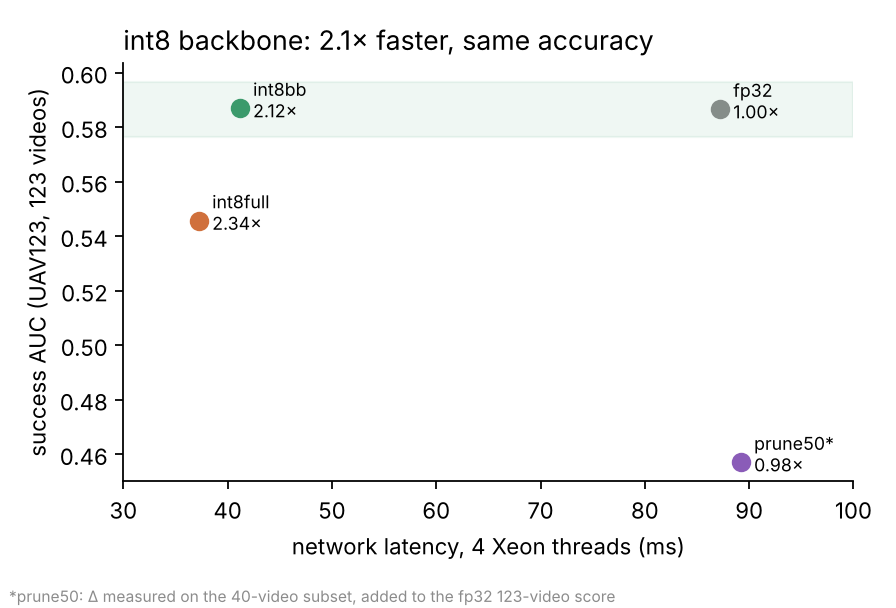 int8 backbone: 2.1× faster, same accuracy
success AUC (UAV123, 123 videos)
0.60
0.58
0.56
0.54
0.52
0.50
0.48
0.46
int8bb
2.12×
fp32
1.00×
int8full
2.34×
prune50*
0.98×
30 40 50 60 70 80 90 100
network latency, 4 Xeon threads (ms)
*prune50: Δ measured on the 40-video subset, added to the fp32 123-video score